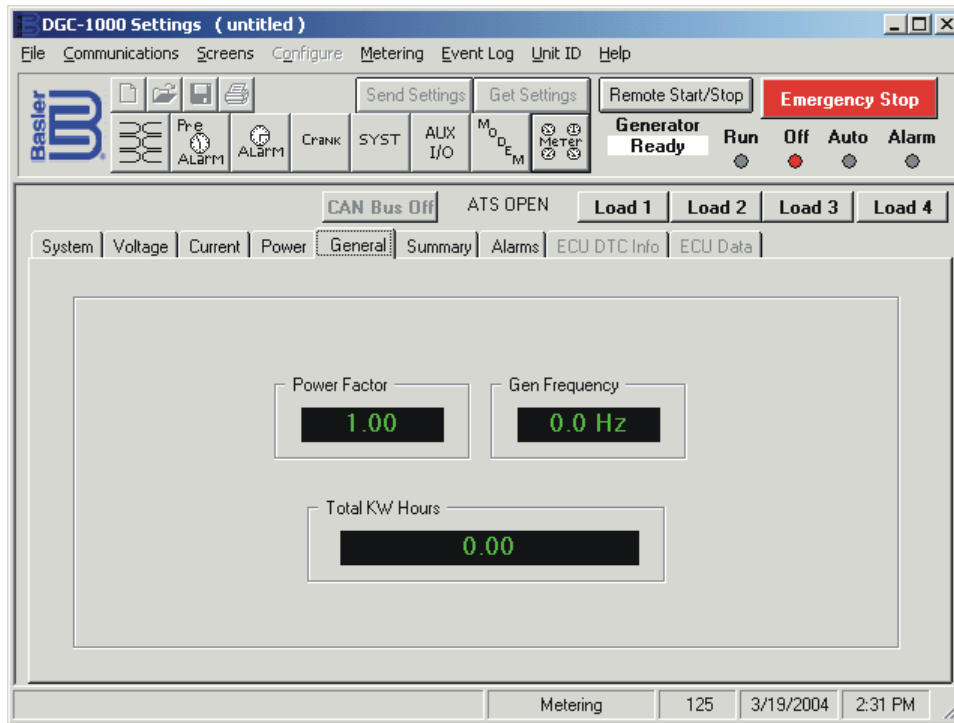 DGC-1000 Settings ( untitled )
File Communications Screens Configure Metering Event Log Unit ID Help
Basler
Send Settings Get Settings Remote Start/Stop Emergency Stop
Pre ALarm ALarm Crank SYST AUX I/O MoDEM Meter
Generator Ready Run Off Auto Alarm
CAN Bus Off ATS OPEN Load 1 Load 2 Load 3 Load 4
System Voltage Current Power General Summary Alarms ECU DTC Info ECU Data
Power Factor Gen Frequency
1.00 0.0 Hz
Total KW Hours
0.00
Metering 125 3/19/2004 2:31 PM